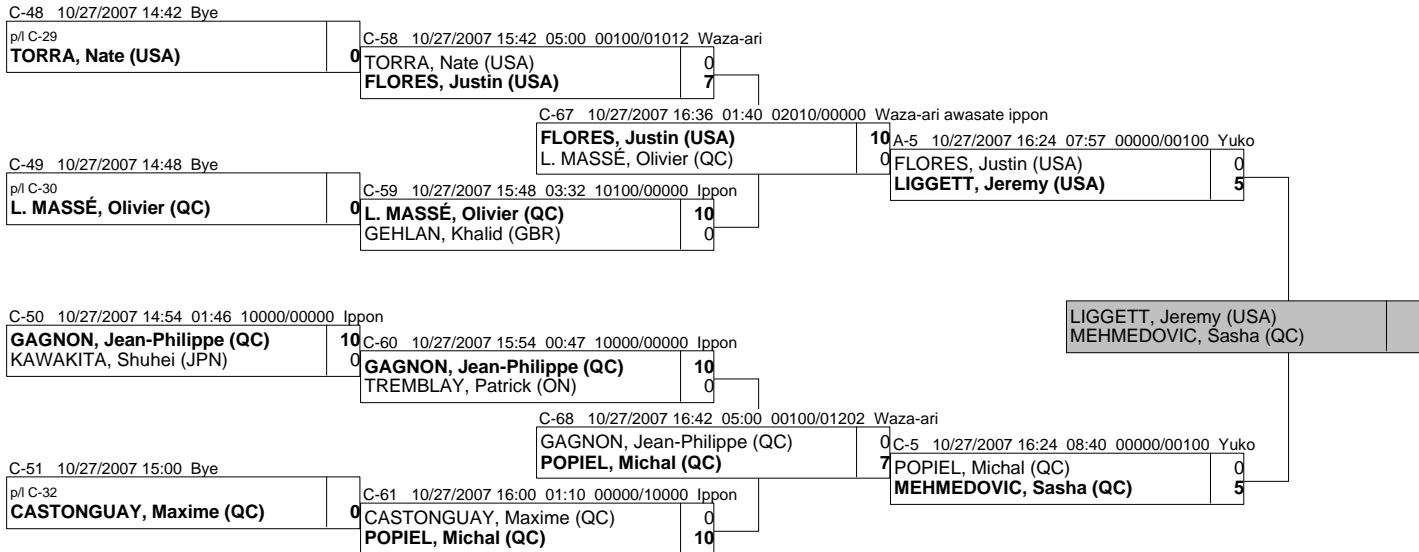 C-48 10/27/2007 14:42 Bye
p/l C-29
TORRA, Nate (USA) 0
C-58 10/27/2007 15:42 05:00 00100/01012 Waza-ari
TORRA, Nate (USA) 0
FLORES, Justin (USA) 7
C-67 10/27/2007 16:36 01:40 02010/00000 Waza-ari awasate ippon
FLORES, Justin (USA) 10
L. MASSÉ, Olivier (QC) 0
A-5 10/27/2007 16:24 07:57 00000/00100 Yuko
FLORES, Justin (USA) 0
LIGGETT, Jeremy (USA) 5
C-49 10/27/2007 14:48 Bye
p/l C-30
L. MASSÉ, Olivier (QC) 0
C-59 10/27/2007 15:48 03:32 10100/00000 Ippon
L. MASSÉ, Olivier (QC) 10
GEHLAN, Khalid (GBR) 0
LIGGETT, Jeremy (USA)
MEHMEDOVIC, Sasha (QC)
C-50 10/27/2007 14:54 01:46 10000/00000 Ippon
GAGNON, Jean-Philippe (QC) 10
KAWAKITA, Shuhei (JPN) 0
C-60 10/27/2007 15:54 00:47 10000/00000 Ippon
GAGNON, Jean-Philippe (QC) 10
TREMBLAY, Patrick (ON) 0
C-68 10/27/2007 16:42 05:00 00100/01202 Waza-ari
GAGNON, Jean-Philippe (QC) 0
POPIEL, Michal (QC) 7
C-5 10/27/2007 16:24 08:40 00000/00100 Yuko
POPIEL, Michal (QC) 0
MEHMEDOVIC, Sasha (QC) 5
C-51 10/27/2007 15:00 Bye
p/l C-32
CASTONGUAY, Maxime (QC) 0
C-61 10/27/2007 16:00 01:10 00000/10000 Ippon
CASTONGUAY, Maxime (QC) 0
POPIEL, Michal (QC) 10